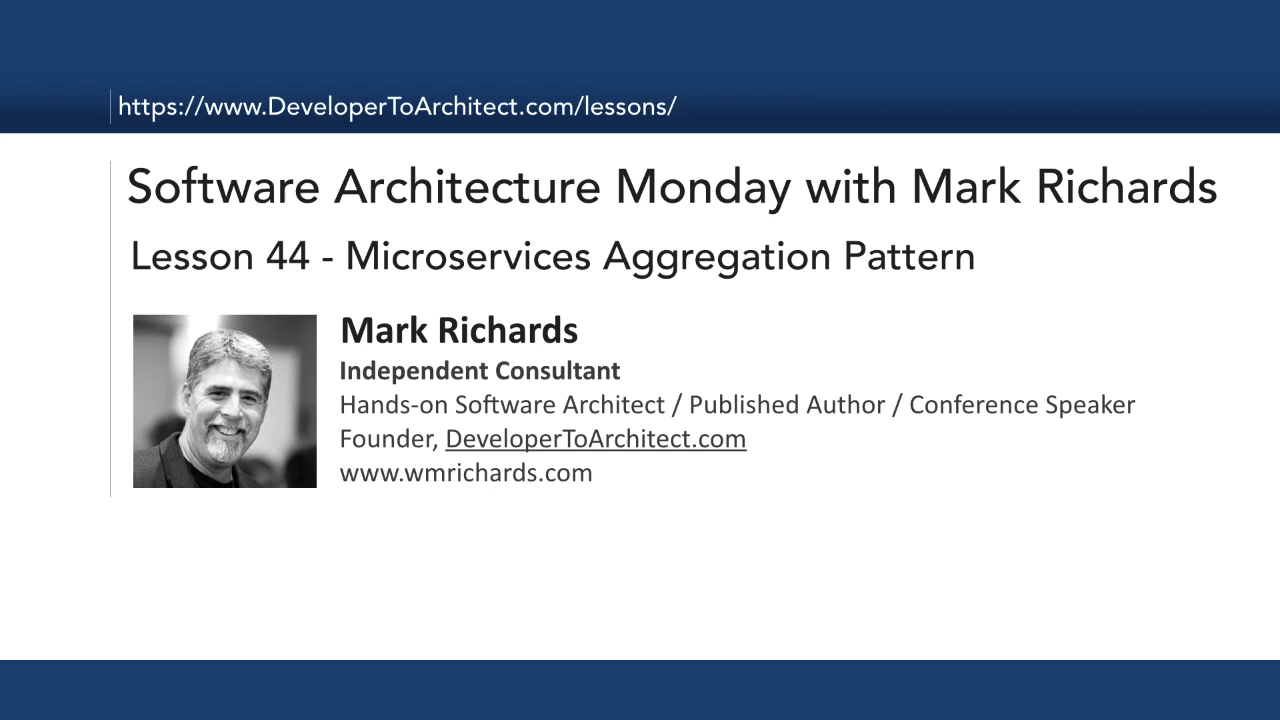 https://www.DeveloperToArchitect.com/lessons/
Software Architecture Monday with Mark Richards
Lesson 44 - Microservices Aggregation Pattern
Mark Richards
Independent Consultant
Hands-on Software Architect / Published Author / Conference Speaker
Founder, DeveloperToArchitect.com
www.wmrichards.com